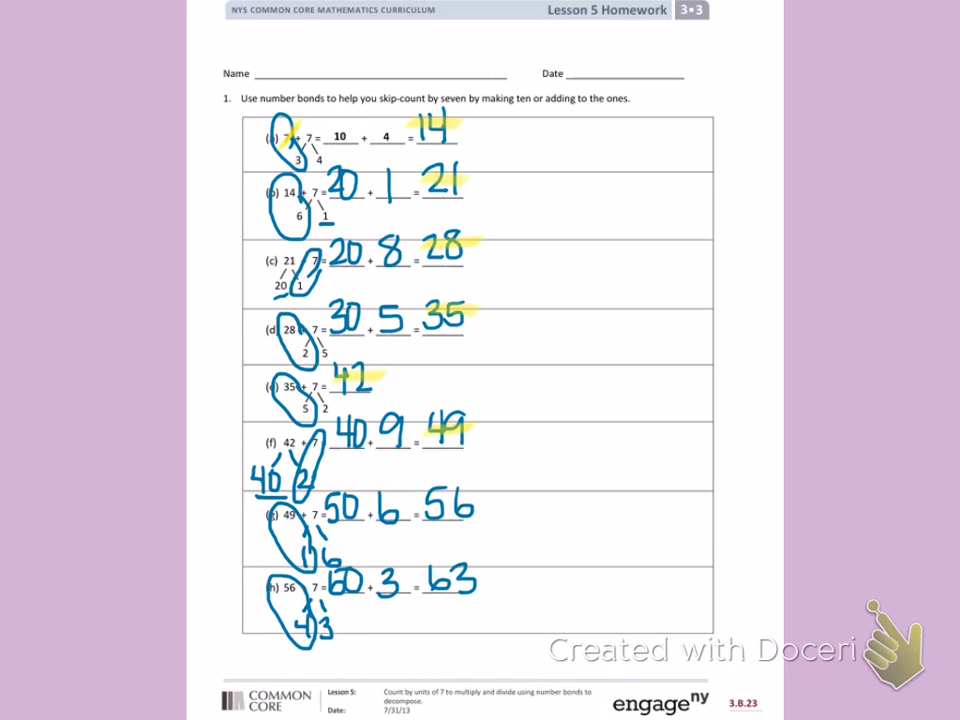 NYS COMMON CORE MATHEMATICS CURRICULUM Lesson 5 Homework 3•3
Name Date
1. Use number bonds to help you skip-count by seven by making ten or adding to the ones.
(a) 7 + 7 = 10 + 4 = 14
3 4
(b) 14 + 7 = 20 + 1 = 21
6 1
(c) 21 7 = 20 + 8 = 28
20 1
(d) 28 + 7 = 30 + 5 = 35
2 5
(e) 35 + 7 = 42
5 2
(f) 42 + 7 40 + 9 = 49
40 2
(g) 49 + 7 = 50 + 6 = 56
1 6
(h) 56 7 = 60 + 3 = 63
4 3
Created with Doceri
COMMON CORE
Lesson 5: Count by units of 7 to multiply and divide using number bonds to
decompose.
Date: 7/31/13
engageny
3.B.23